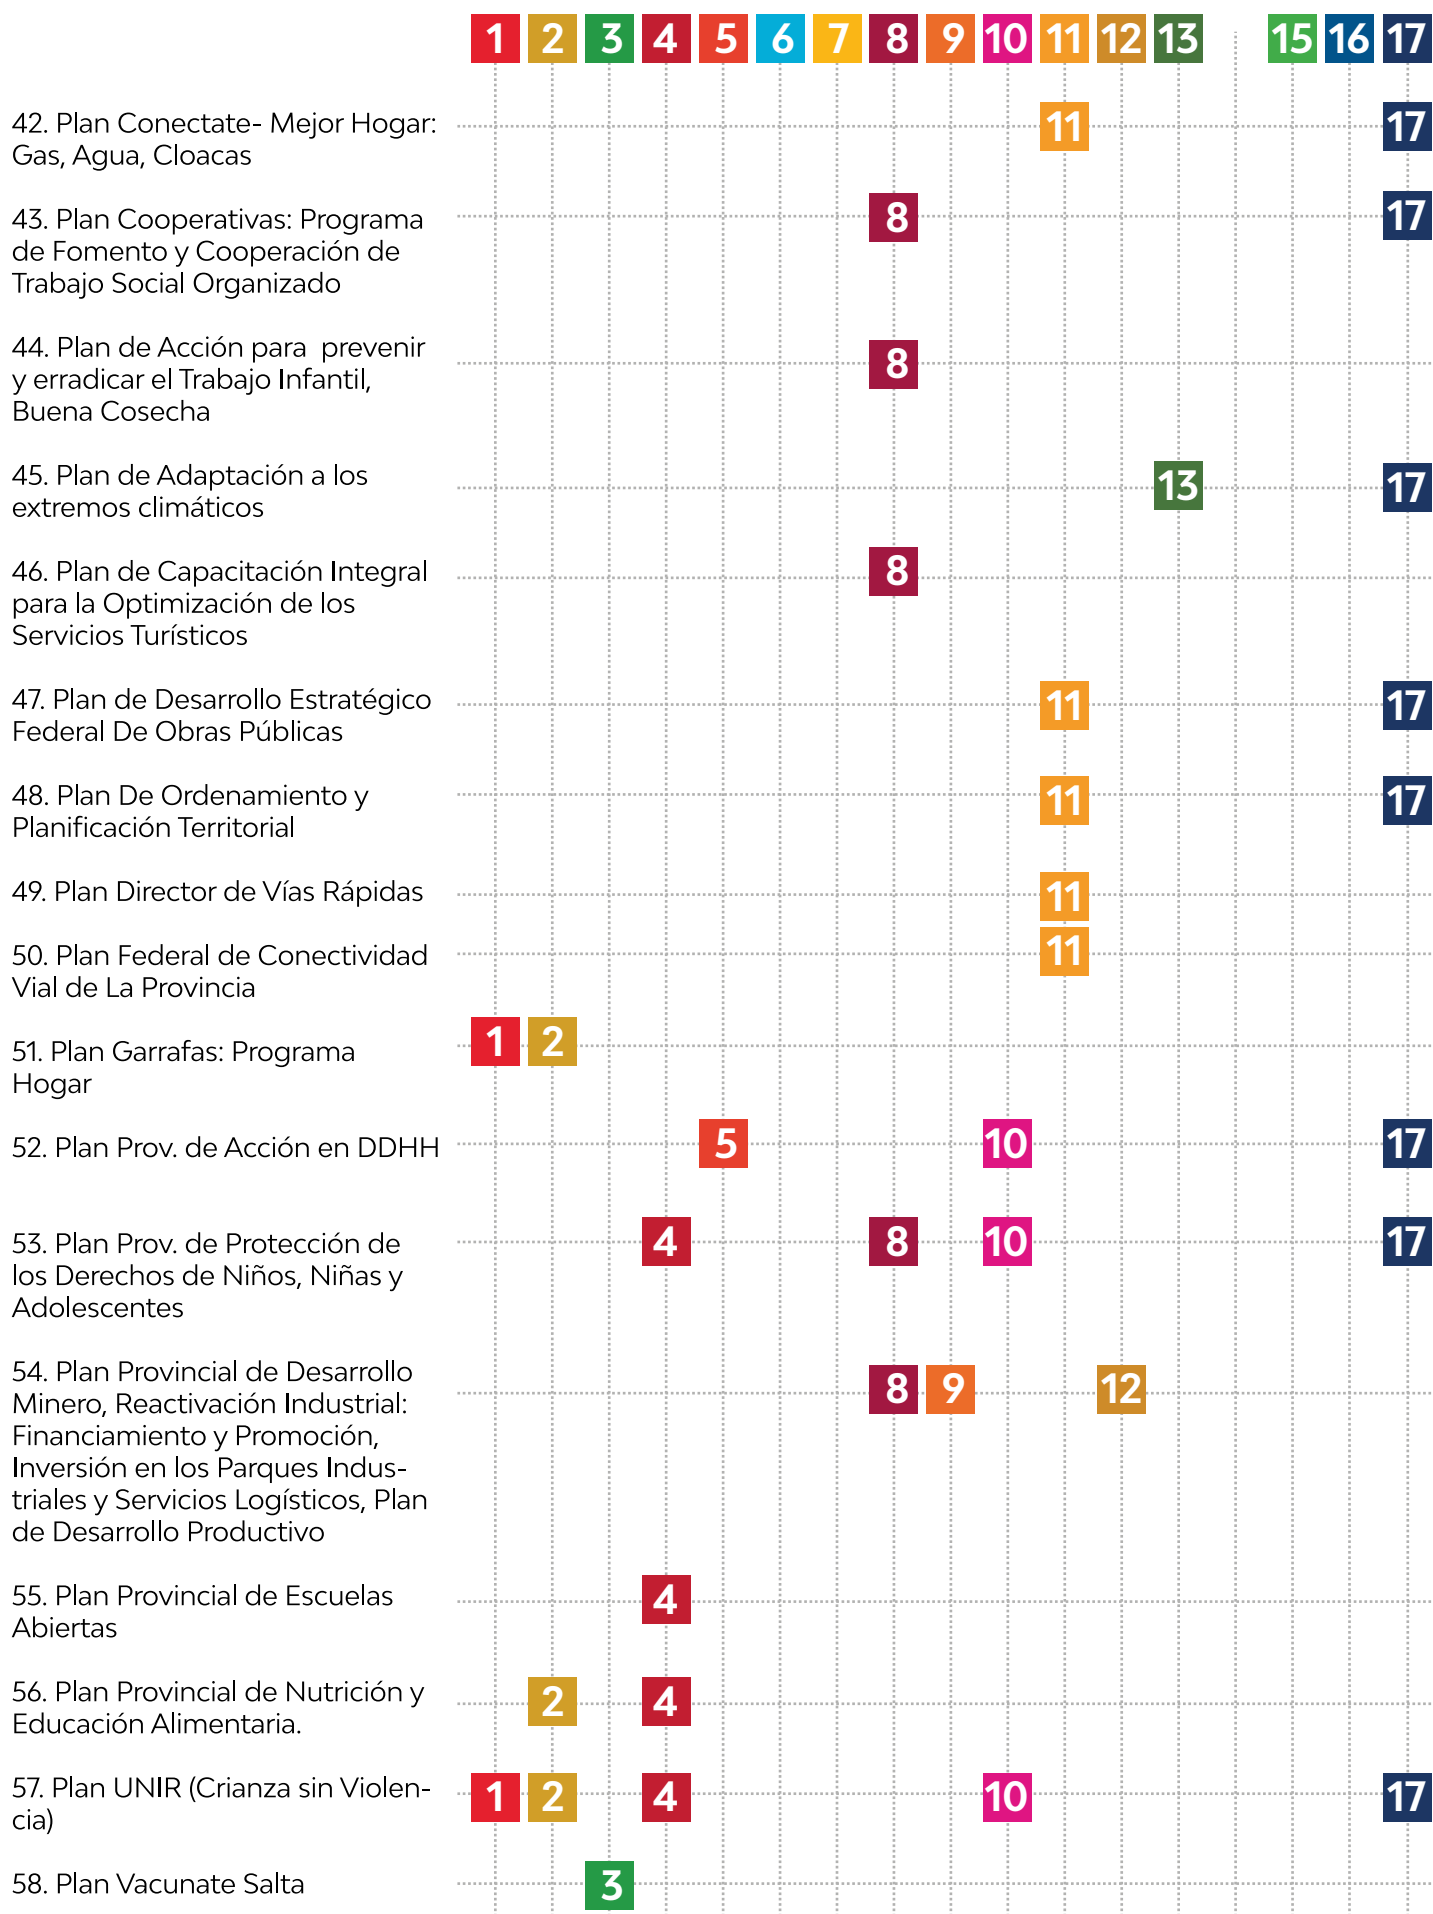 1 2 3 4 5 6 7 8 9 10 11 12 13 15 16 17
42. Plan Conectate- Mejor Hogar:
Gas, Agua, Cloacas
11 17
43. Plan Cooperativas: Programa
de Fomento y Cooperación de
Trabajo Social Organizado
8 17
44. Plan de Acción para  prevenir
y erradicar el Trabajo Infantil,
Buena Cosecha
8
45. Plan de Adaptación a los
extremos climáticos
13 17
46. Plan de Capacitación Integral
para la Optimización de los
Servicios Turísticos
8
47. Plan de Desarrollo Estratégico
Federal De Obras Públicas
11 17
48. Plan De Ordenamiento y
Planificación Territorial
11 17
49. Plan Director de Vías Rápidas
11
50. Plan Federal de Conectividad
Vial de La Provincia
11
51. Plan Garrafas: Programa
Hogar
1 2
52. Plan Prov. de Acción en DDHH
5 10 17
53. Plan Prov. de Protección de
los Derechos de Niños, Niñas y
Adolescentes
4 8 10 17
54. Plan Provincial de Desarrollo
Minero, Reactivación Industrial:
Financiamiento y Promoción,
Inversión en los Parques Indus-
triales y Servicios Logísticos, Plan
de Desarrollo Productivo
8 9 12
55. Plan Provincial de Escuelas
Abiertas
4
56. Plan Provincial de Nutrición y
Educación Alimentaria.
2 4
57. Plan UNIR (Crianza sin Violen-
cia)
1 2 4 10 17
58. Plan Vacunate Salta
3